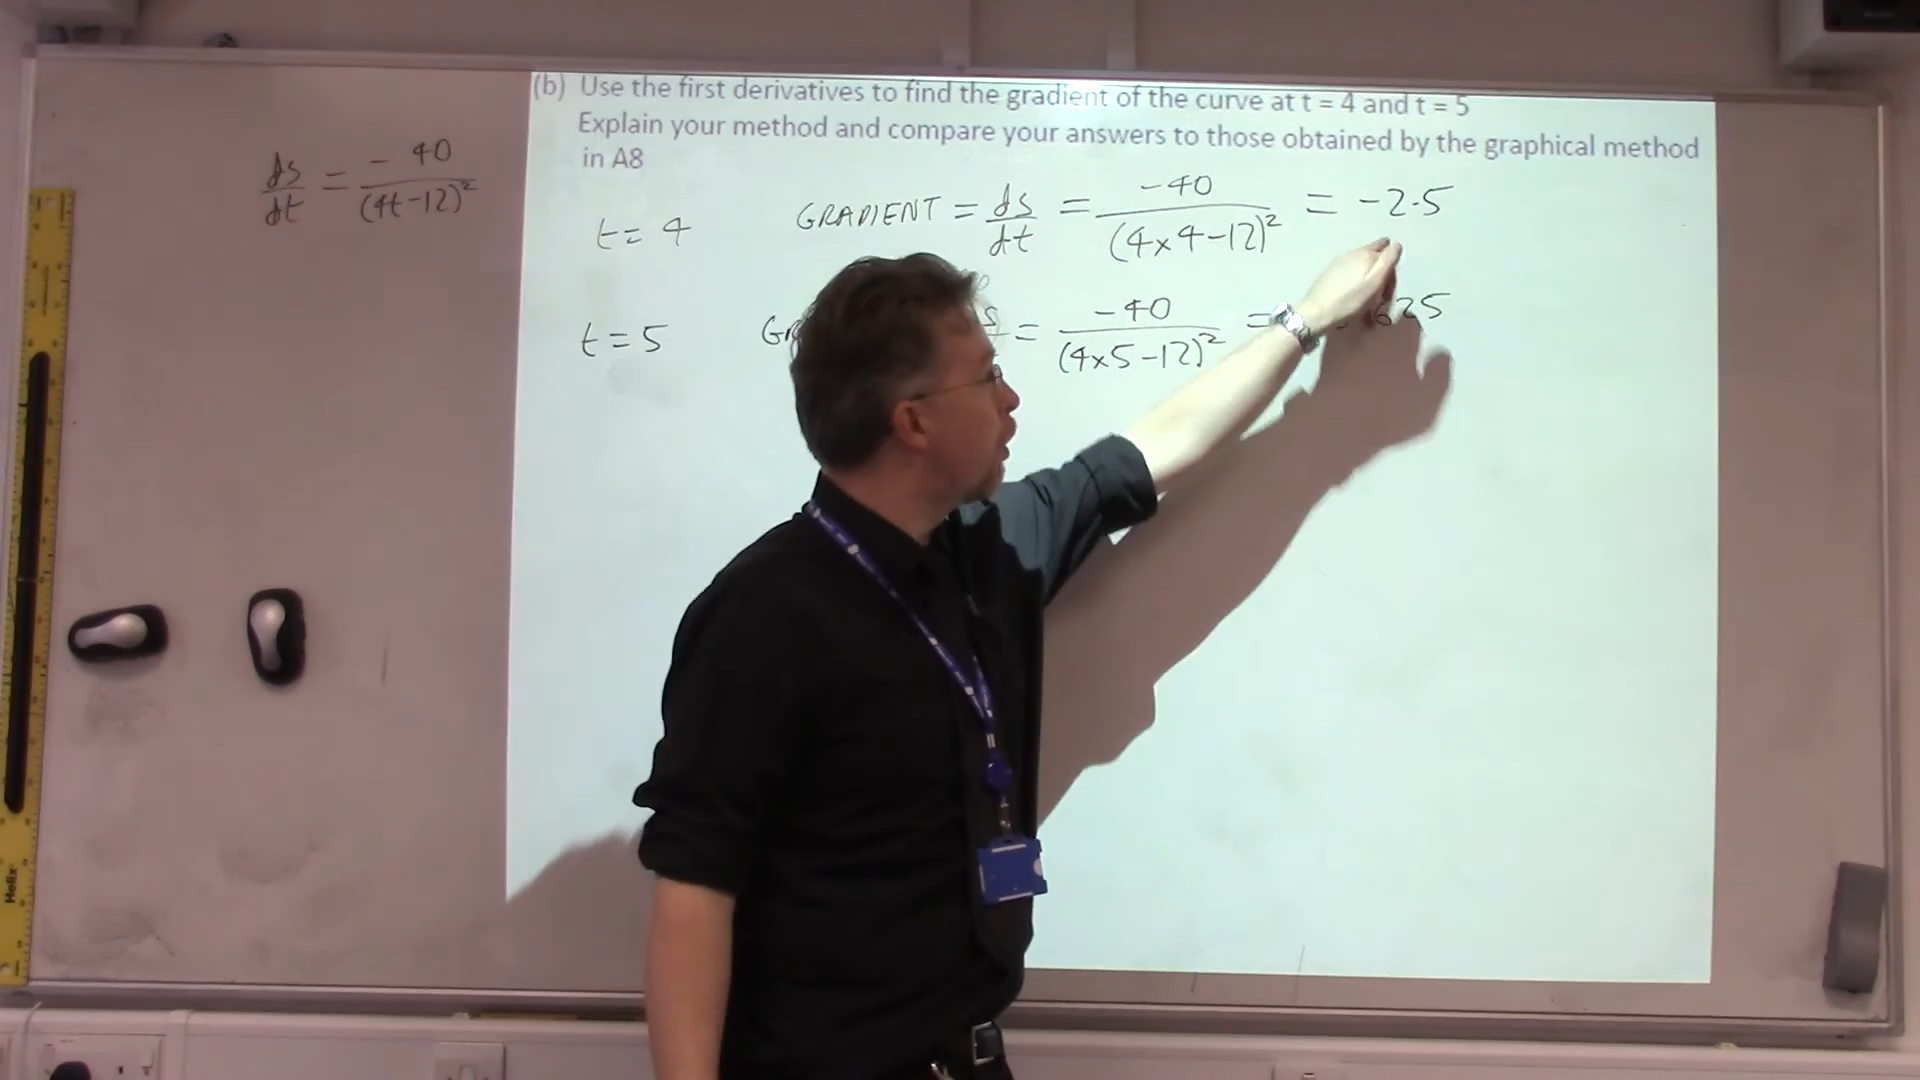 (b) Use the first derivatives to find the gradient of the curve at t = 4 and t = 5
Explain your method and compare your answers to those obtained by the graphical method
in A8
ds/dt = -40/(4t-12)²
t = 4 GRADIENT = ds/dt = -40/(4×4-12)² = -2.5
t = 5 = -40/(4×5-12)² = 625
Helix